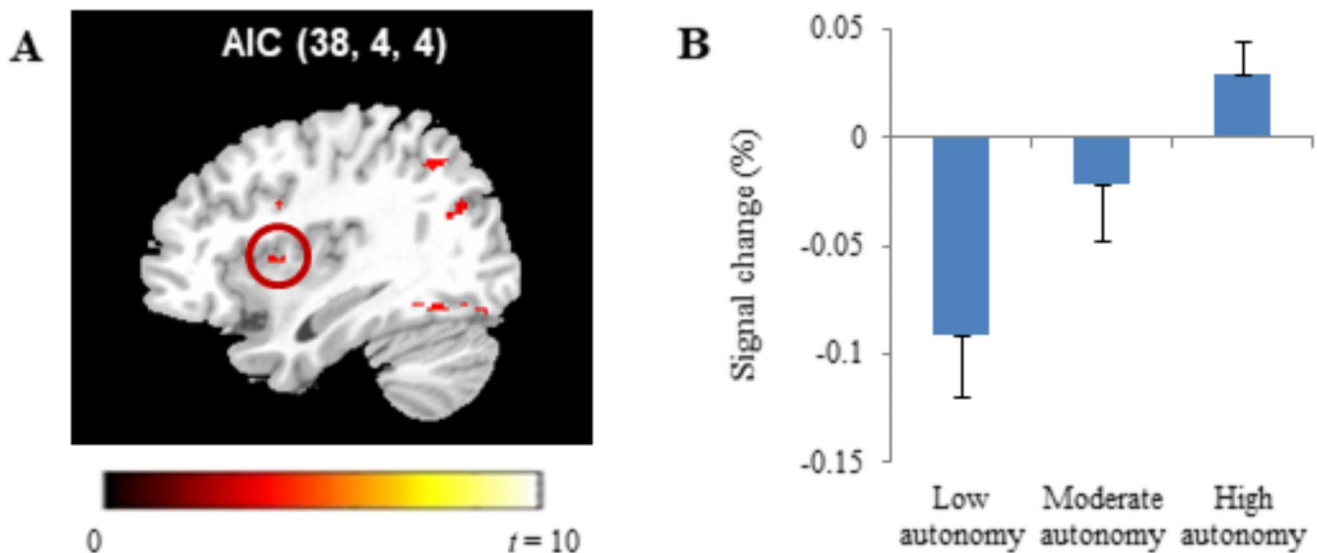 A
AIC (38, 4, 4)
0
t = 10
B
Signal change (%)
0.05
0
-0.05
-0.1
-0.15
Low autonomy
Moderate autonomy
High autonomy